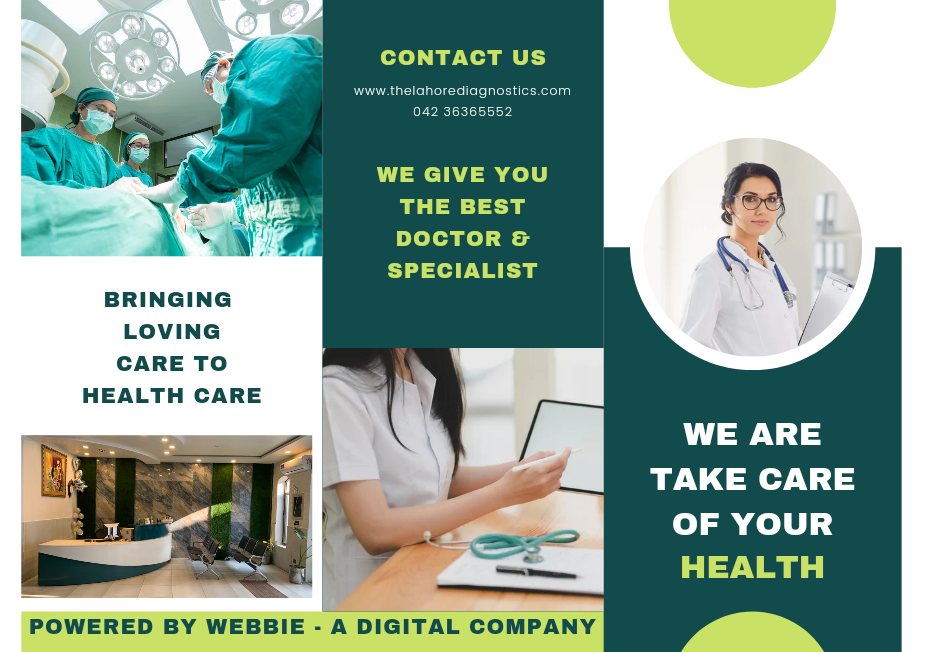 BRINGING
LOVING
CARE TO
HEALTH CARE
CONTACT US
www.thelahorediagnostics.com
042 36365552
WE GIVE YOU
THE BEST
DOCTOR &
SPECIALIST
WE ARE
TAKE CARE
OF YOUR
HEALTH
POWERED BY WEBBIE - A DIGITAL COMPANY